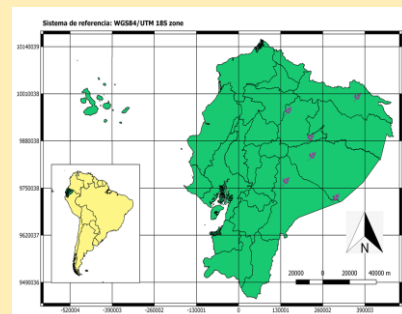 Sistema de referencia: WGS84/UTM 18S zone
10140039
10010038
9880038
9750038
9620037
9490036
N
20000 0 20000 40000 m
-520004 -390003 -260002 -130001 0 130001 260002 390003